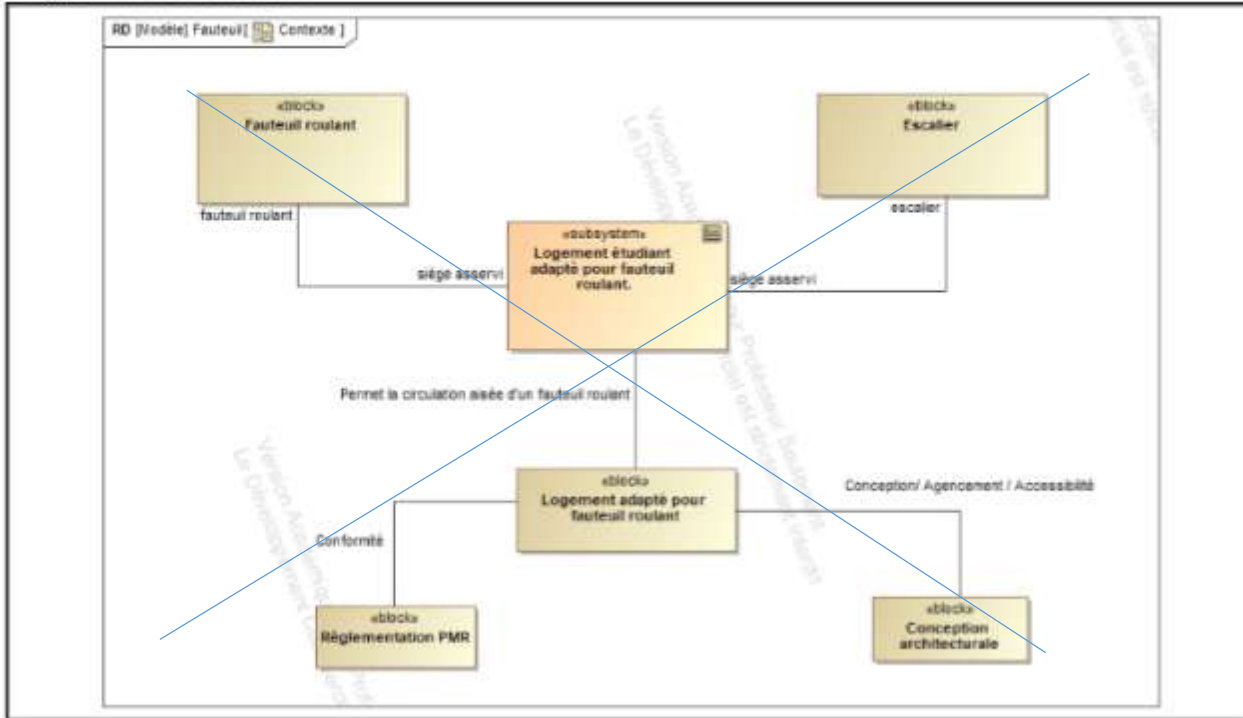 RD [Modèle] Fauteuil[ Contexte ]
«block»
Fauteuil roulant
«block»
Escalier
fauteuil roulant
escalier
«subsystem»
Logement étudiant
adapté pour fauteuil
roulant.
siège asservi
siège asservi
Permet la circulation aisée d'un fauteuil roulant
«block»
Logement adapté pour
fauteuil roulant
Conception/ Agencement / Accessibilité
Conformité
«block»
Règlementation PMR
«block»
Conception
architecturale